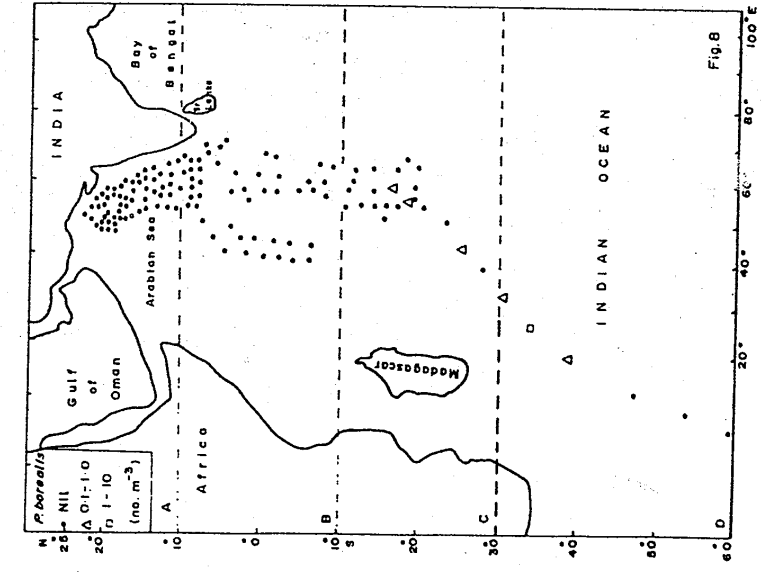 P. borealis
• Nil
△ 0·1-1·0
□ 1-10
(no. m⁻³)
INDIA
Bay
of
Bengal
Sri
Lanka
Arabian Sea
Gulf
of
Oman
Africa
Madagascar
INDIAN OCEAN
A
B
C
D
N
25°
20°
10°
0°
10°
S
20°
30°
40°
60°
20°
40°
60°
80°
100°E
Fig. 8